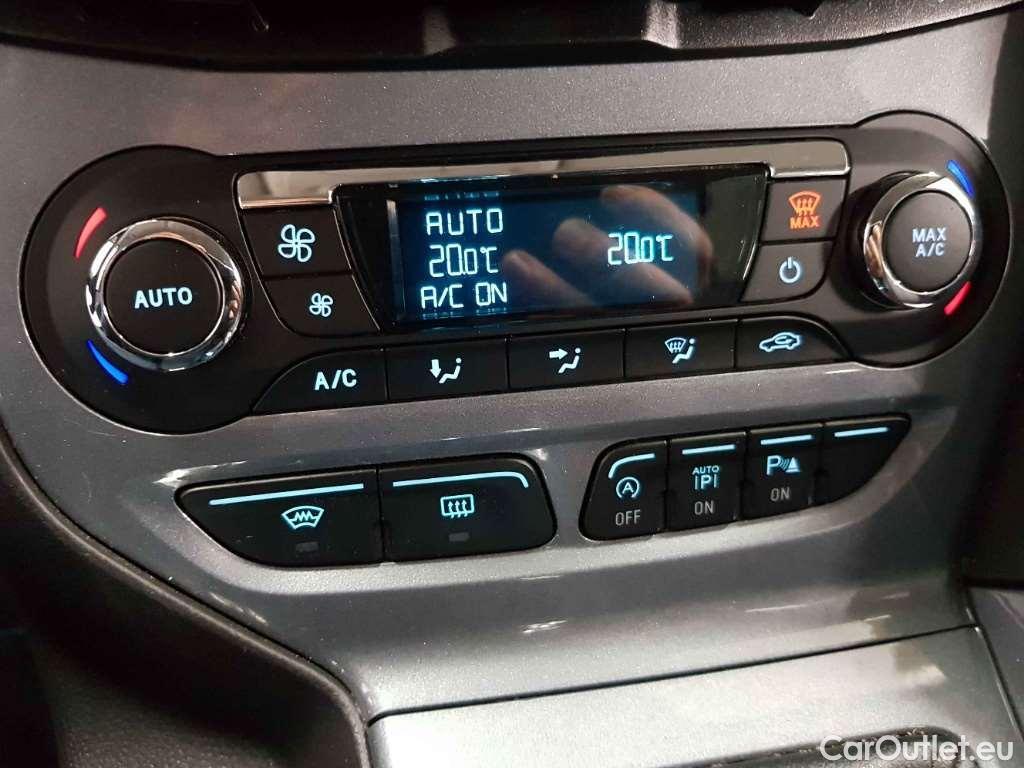 AUTO
AUTO
20.0°C
20.0°C
A/C ON
MAX
MAX
A/C
A/C
A
OFF
AUTO
P
ON
P
ON
CarOutlet.eu